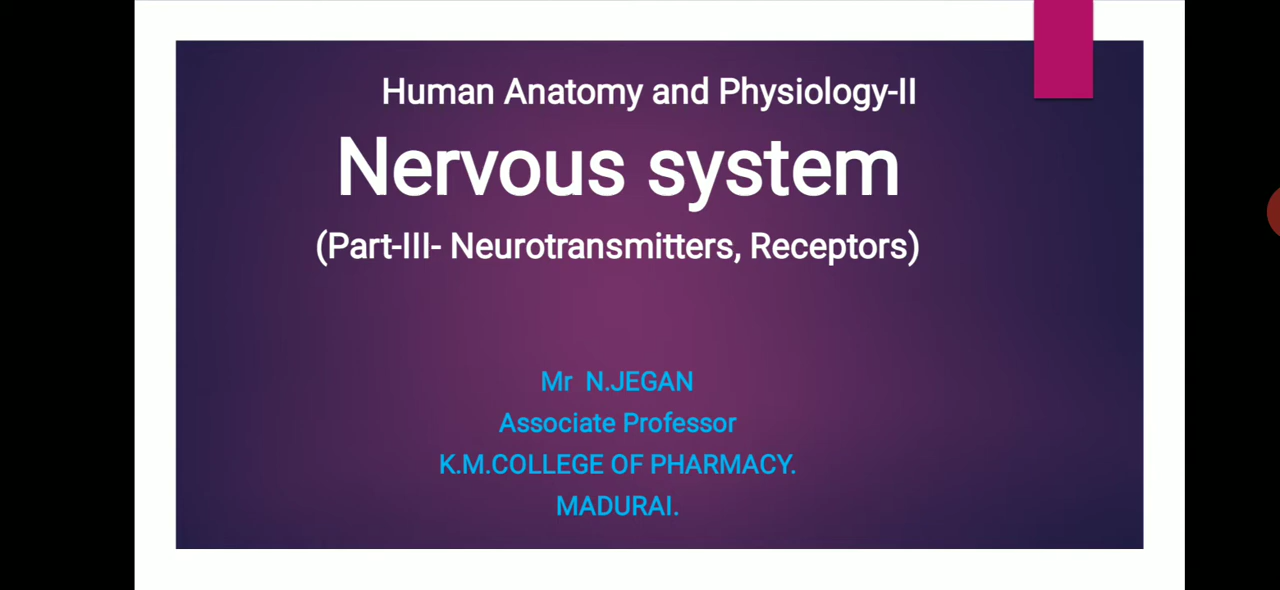 Human Anatomy and Physiology-II
Nervous system
(Part-III- Neurotransmitters, Receptors)
Mr N.JEGAN
Associate Professor
K.M.COLLEGE OF PHARMACY.
MADURAI.